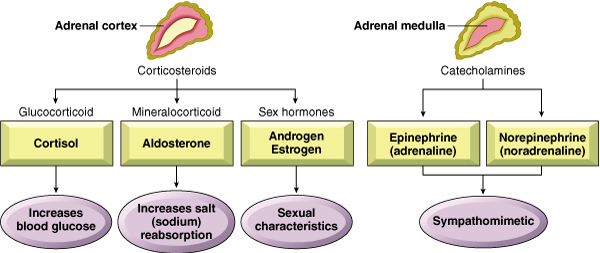 Adrenal cortex
Adrenal medulla
Corticosteroids
Catecholamines
Glucocorticoid
Mineralocorticoid
Sex hormones
Cortisol
Aldosterone
Androgen
Estrogen
Epinephrine
(adrenaline)
Norepinephrine
(noradrenaline)
Increases
blood glucose
Increases salt
(sodium)
reabsorption
Sexual
characteristics
Sympathomimetic